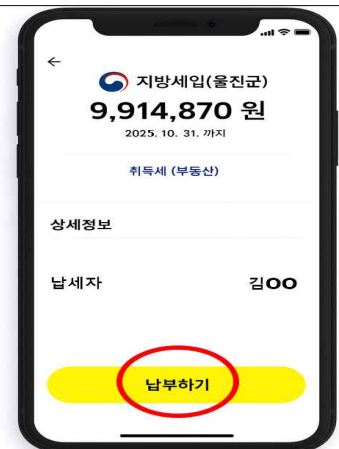 지방세입(울진군)
9,914,870 원
2025. 10. 31. 까지
취득세 (부동산)
상세정보
납세자 김OO
납부하기